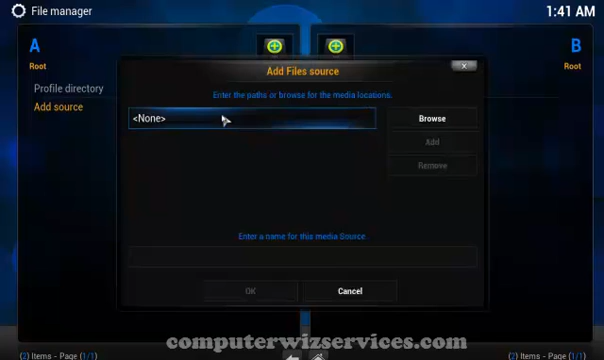 File manager
1:41 AM
A
B
Root
Root
Profile directory
Add source
Add Files source
x
Enter the paths or browse for the media locations.
<None>
Browse
Add
Remove
Enter a name for this media Source.
OK
Cancel
computerwizservices.com
(2) Items - Page (1/1)
(2) Items - Page (1/1)